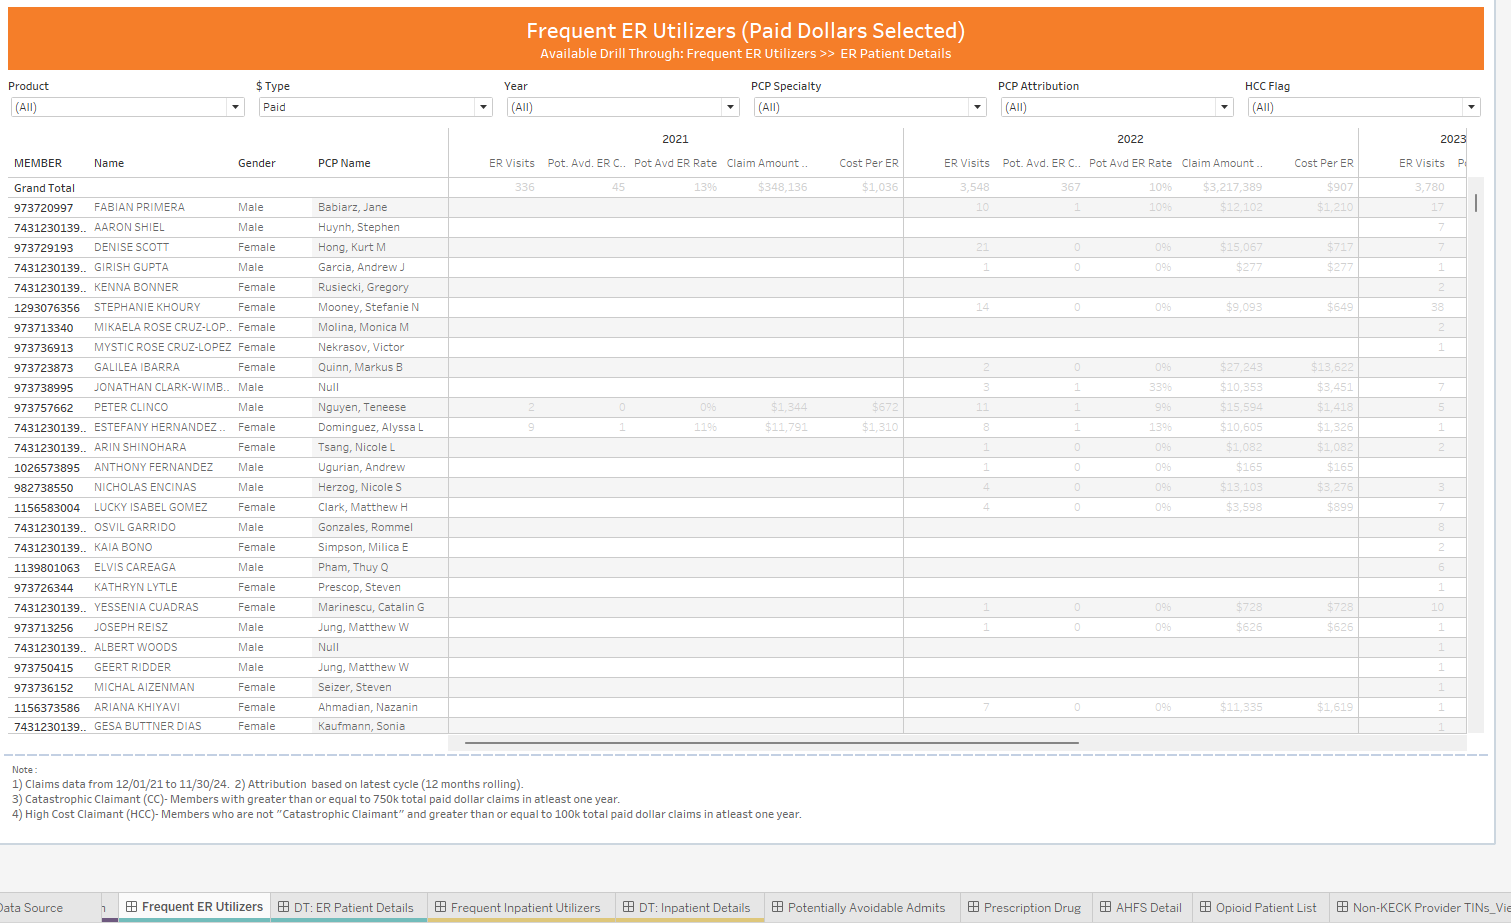 Frequent ER Utilizers (Paid Dollars Selected)
Available Drill Through: Frequent ER Utilizers >> ER Patient Details
Product $ Type Year PCP Specialty PCP Attribution HCC Flag
(All) Paid (All) (All) (All) (All)
2021 2022 2023
MEMBER Name Gender PCP Name ER Visits Pot. Avd. ER C.. Pot Avd ER Rate Claim Amount .. Cost Per ER ER Visits Pot. Avd. ER C.. Pot Avd ER Rate Claim Amount .. Cost Per ER ER Visits
Grand Total 336 45 13% $348,136 $1,036 3,548 367 10% $3,217,389 $907 3,780
973720997 FABIAN PRIMERA Male Babiarz, Jane 10 1 10% $12,102 $1,210 17
7431230139.. AARON SHIEL Male Huynh, Stephen 7
973729193 DENISE SCOTT Female Hong, Kurt M 21 0 0% $15,067 $717 7
7431230139.. GIRISH GUPTA Male Garcia, Andrew J 1 0 0% $277 $277 1
7431230139.. KENNA BONNER Female Rusiecki, Gregory 2
1293076356 STEPHANIE KHOURY Female Mooney, Stefanie N 14 0 0% $9,093 $649 38
973713340 MIKAELA ROSE CRUZ-LOP.. Female Molina, Monica M 2
973736913 MYSTIC ROSE CRUZ-LOPEZ Female Nekrasov, Victor 1
973723873 GALILEA IBARRA Female Quinn, Markus B 2 0 0% $27,243 $13,622
973738995 JONATHAN CLARK-WIMB.. Male Null 3 1 33% $10,353 $3,451 7
973757662 PETER CLINCO Male Nguyen, Teneese 2 0 0% $1,344 $672 11 1 9% $15,594 $1,418 5
7431230139.. ESTEFANY HERNANDEZ .. Female Dominguez, Alyssa L 9 1 11% $11,791 $1,310 8 1 13% $10,605 $1,326 1
7431230139.. ARIN SHINOHARA Female Tsang, Nicole L 1 0 0% $1,082 $1,082 2
1026573895 ANTHONY FERNANDEZ Male Ugurian, Andrew 1 0 0% $165 $165
982738550 NICHOLAS ENCINAS Male Herzog, Nicole S 4 0 0% $13,103 $3,276 3
1156583004 LUCKY ISABEL GOMEZ Female Clark, Matthew H 4 0 0% $3,598 $899 7
7431230139.. OSVIL GARRIDO Male Gonzales, Rommel 8
7431230139.. KAIA BONO Female Simpson, Milica E 2
1139801063 ELVIS CAREAGA Male Pham, Thuy Q 6
973726344 KATHRYN LYTLE Female Prescop, Steven 1
7431230139.. YESSENIA CUADRAS Female Marinescu, Catalin G 1 0 0% $728 $728 10
973713256 JOSEPH REISZ Male Jung, Matthew W 1 0 0% $626 $626 1
7431230139.. ALBERT WOODS Male Null 1
973750415 GEERT RIDDER Male Jung, Matthew W 1
973736152 MICHAL AIZENMAN Female Seizer, Steven 1
1156373586 ARIANA KHIYAVI Female Ahmadian, Nazanin 7 0 0% $11,335 $1,619 1
7431230139.. GESA BUTTNER DIAS Female Kaufmann, Sonia 1
Note :
1) Claims data from 12/01/21 to 11/30/24. 2) Attribution based on latest cycle (12 months rolling).
3) Catastrophic Claimant (CC)- Members with greater than or equal to 750k total paid dollar claims in atleast one year.
4) High Cost Claimant (HCC)- Members who are not "Catastrophic Claimant" and greater than or equal to 100k total paid dollar claims in atleast one year.
Data Source Frequent ER Utilizers DT: ER Patient Details Frequent Inpatient Utilizers DT: Inpatient Details Potentially Avoidable Admits Prescription Drug AHFS Detail Opioid Patient List Non-KECK Provider TINs_Vie